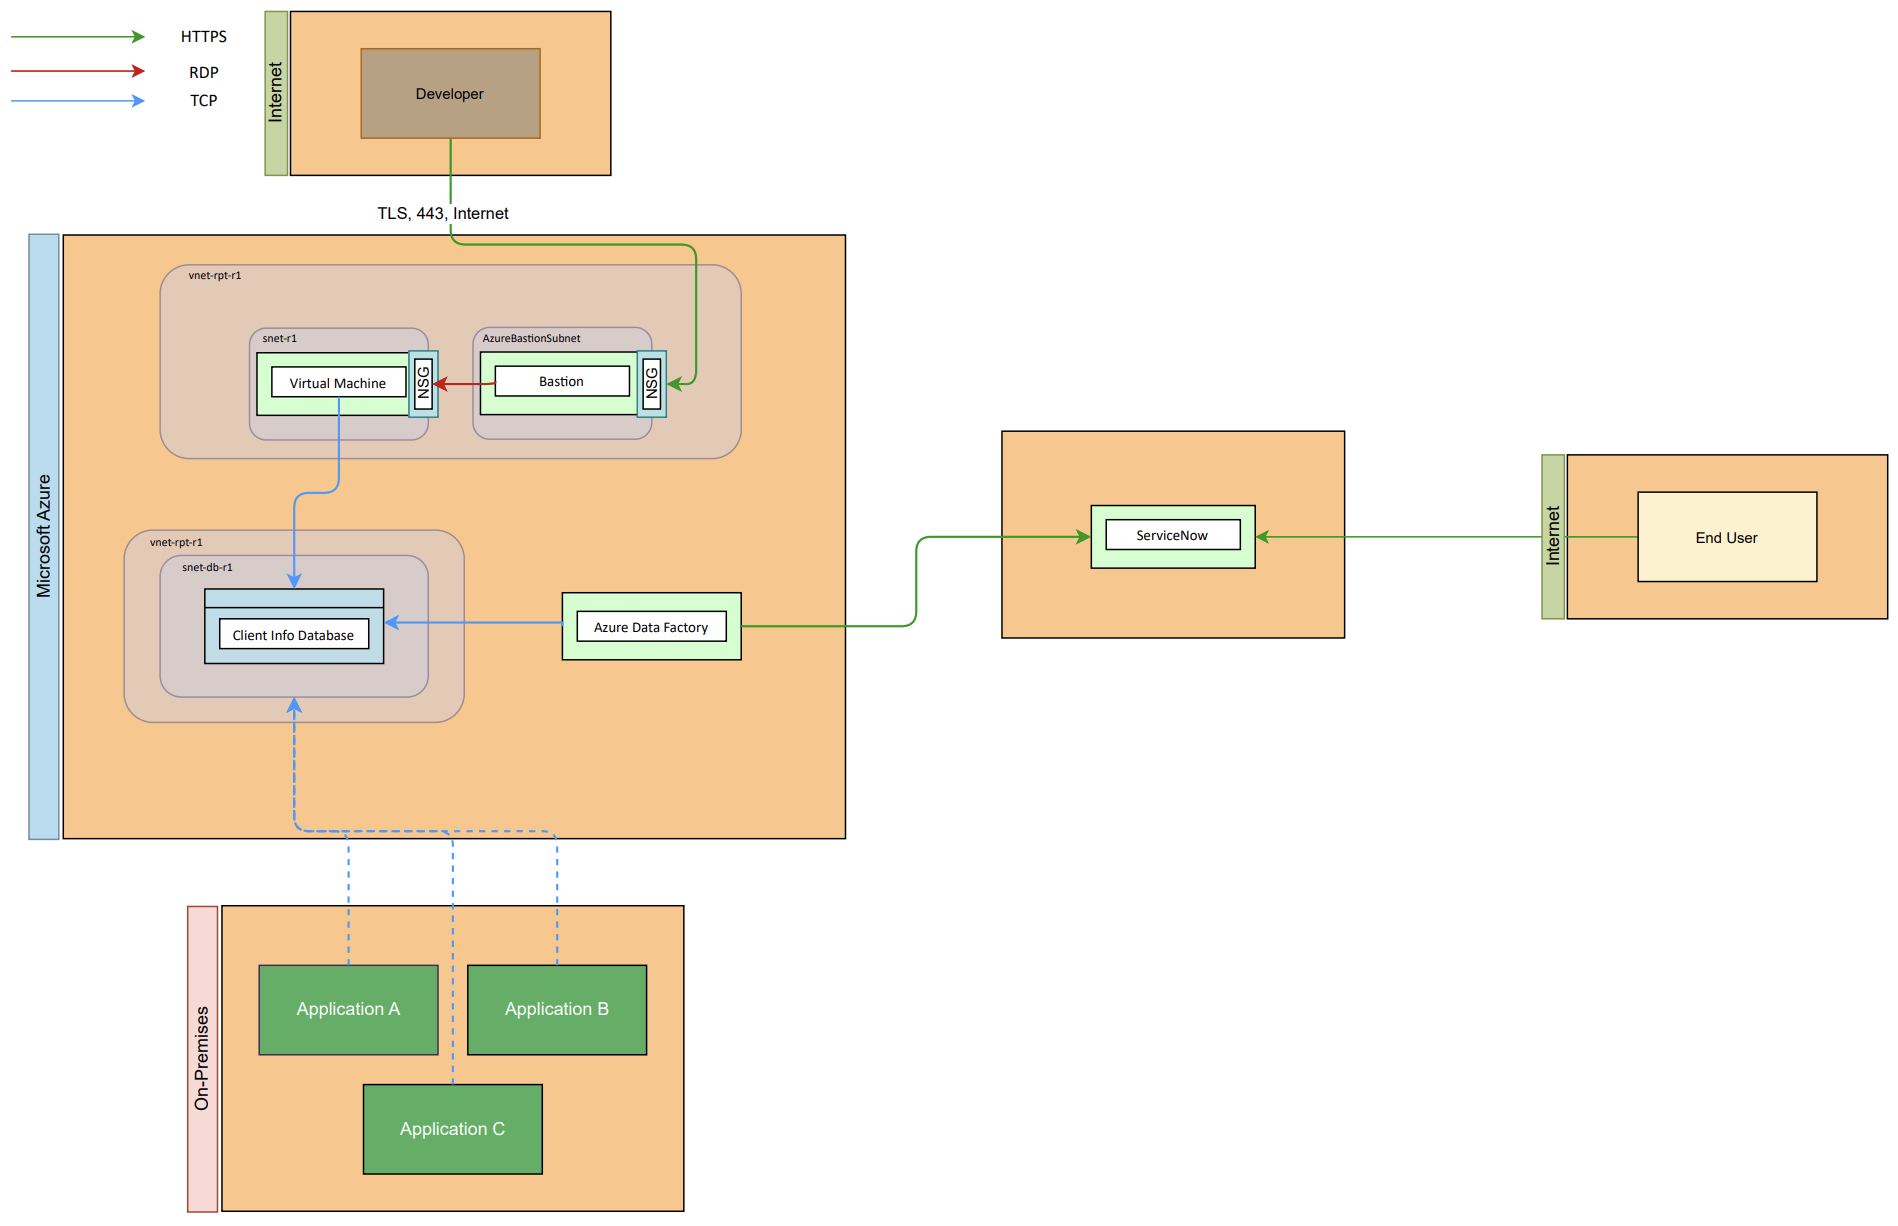 HTTPS
RDP
TCP
Internet
Developer
TLS, 443, Internet
Microsoft Azure
vnet-rpt-r1
snet-r1
Virtual Machine
NSG
AzureBastionSubnet
Bastion
NSG
vnet-rpt-r1
snet-db-r1
Client Info Database
Azure Data Factory
ServiceNow
Internet
End User
On-Premises
Application A
Application B
Application C